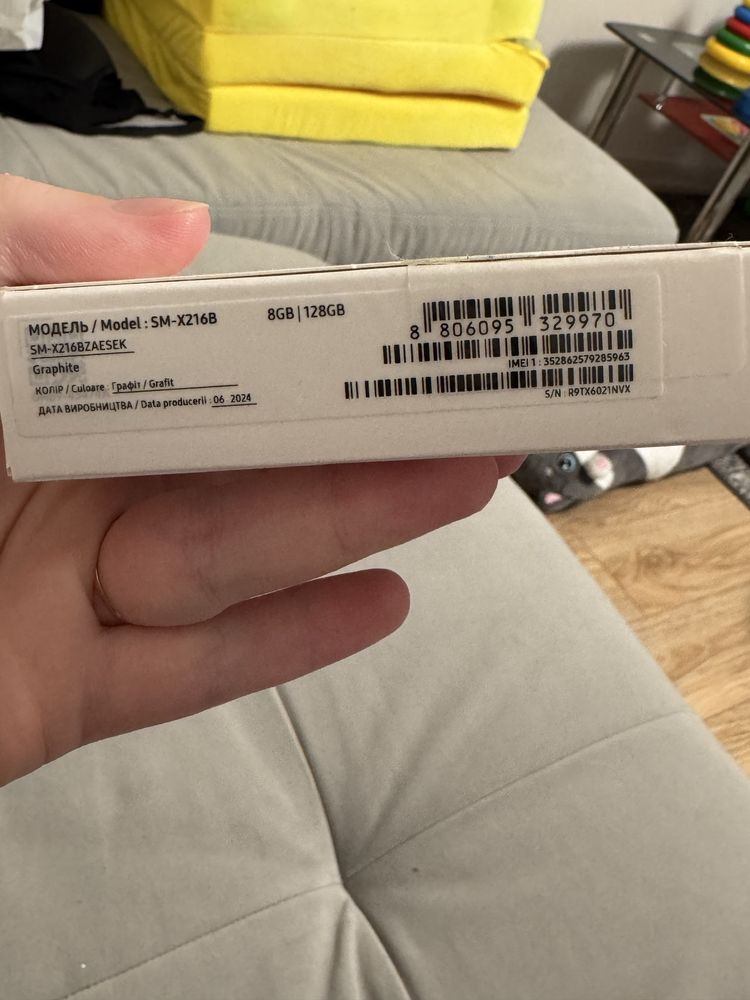 МОДЕЛЬ / Model : SM-X216B
8GB | 128GB
SM-X216BZAESEK
Graphite
КОЛІР / Culoare : Графіт / Grafit
ДАТА ВИРОБНИЦТВА / Data producerii : 06 . 2024
8 806095 329970
IMEI 1 : 352862579285963
S/N : R9TX6021NVX